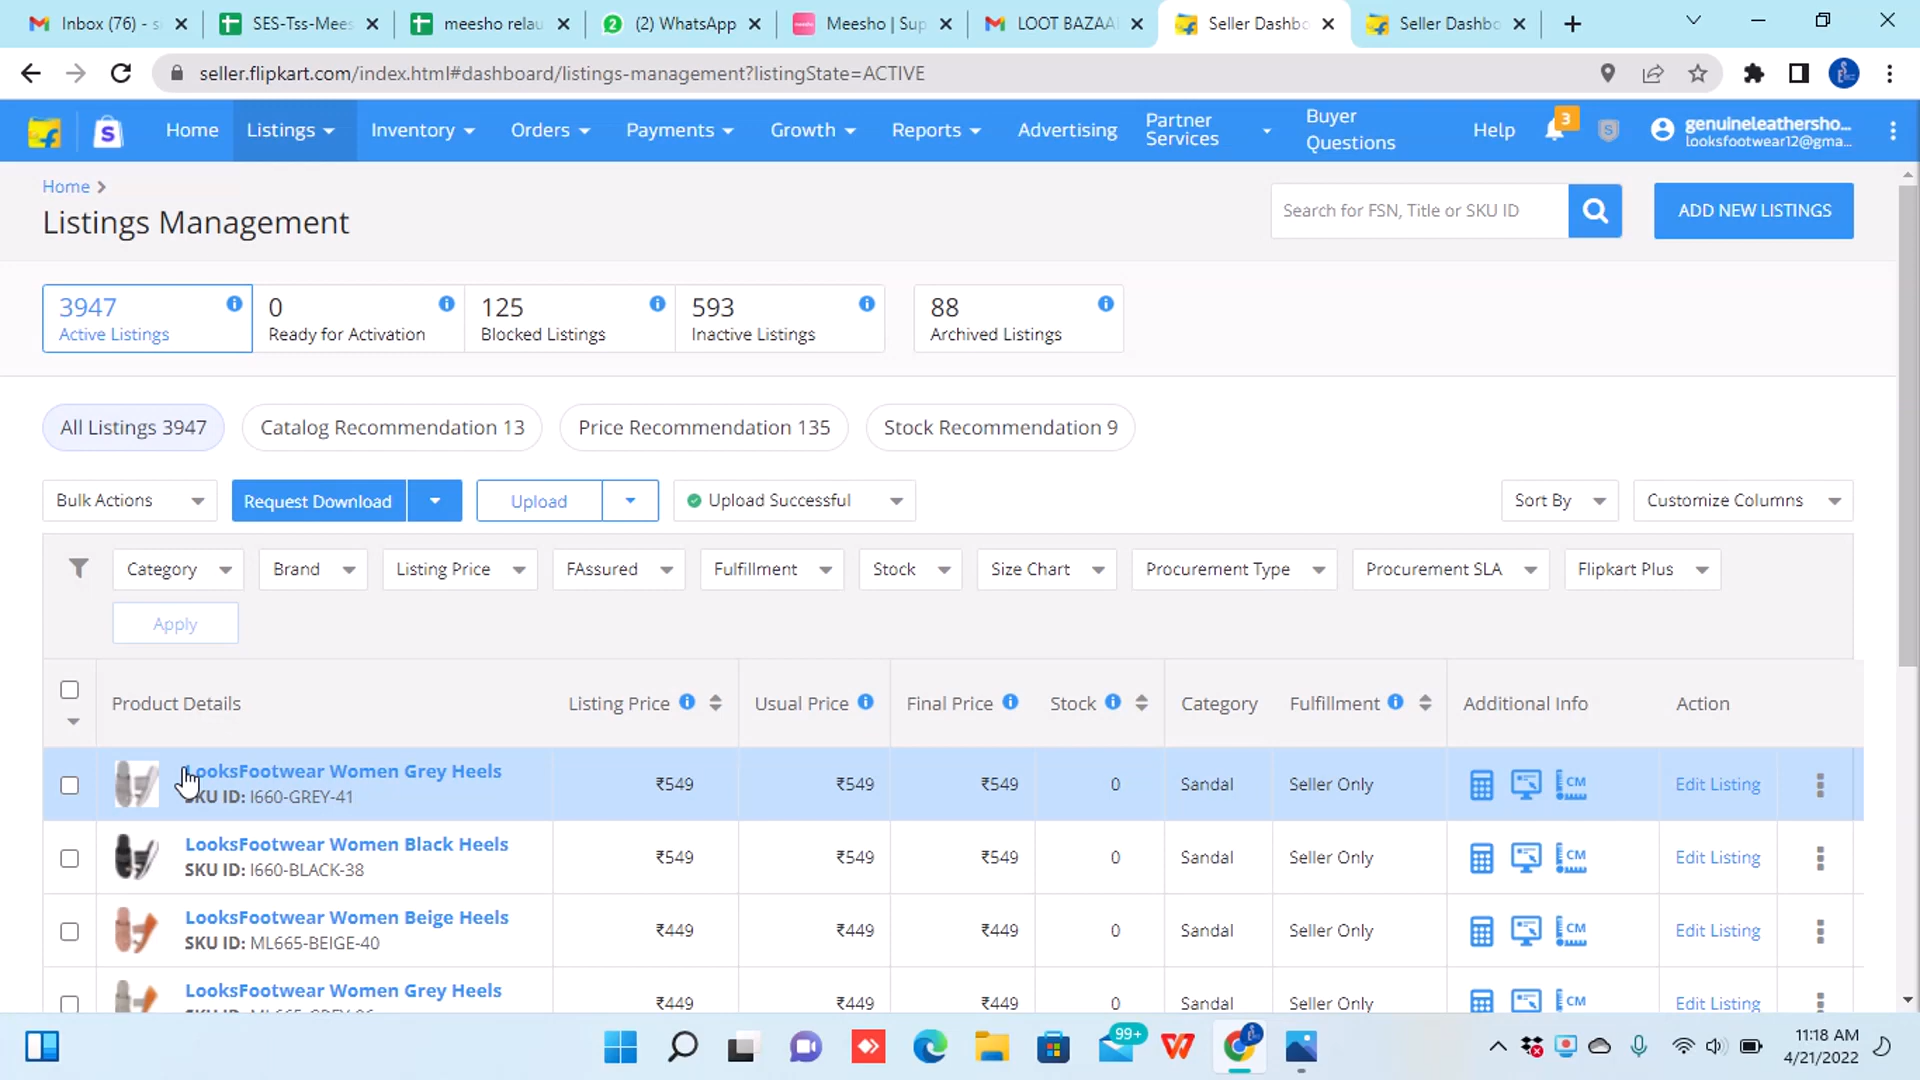 Inbox (76) - s
SES-Tss-Mees
meesho relau
(2) WhatsApp
Meesho | Sup
LOOT BAZAA
Seller Dashbo
Seller Dashbo
seller.flipkart.com/index.html#dashboard/listings-management?listingState=ACTIVE
Home
Listings
Inventory
Orders
Payments
Growth
Reports
Advertising
Partner
Services
Buyer
Questions
Help
3
genuineleathersho...
looksfootwear12@gma...
Home
Listings Management
Search for FSN, Title or SKU ID
ADD NEW LISTINGS
3947
Active Listings
0
Ready for Activation
125
Blocked Listings
593
Inactive Listings
88
Archived Listings
All Listings 3947
Catalog Recommendation 13
Price Recommendation 135
Stock Recommendation 9
Bulk Actions
Request Download
Upload
Upload Successful
Sort By
Customize Columns
Category
Brand
Listing Price
FAssured
Fulfillment
Stock
Size Chart
Procurement Type
Procurement SLA
Flipkart Plus
Apply
Product Details Listing Price Usual Price Final Price Stock Category Fulfillment Additional Info Action
LooksFootwear Women Grey Heels
SKU ID: I660-GREY-41
₹549 ₹549 ₹549 0 Sandal Seller Only CM Edit Listing
LooksFootwear Women Black Heels
SKU ID: I660-BLACK-38
₹549 ₹549 ₹549 0 Sandal Seller Only CM Edit Listing
LooksFootwear Women Beige Heels
SKU ID: ML665-BEIGE-40
₹449 ₹449 ₹449 0 Sandal Seller Only CM Edit Listing
LooksFootwear Women Grey Heels
₹449 ₹449 ₹449 0 Sandal Seller Only CM Edit Listing
99+
11:18 AM
4/21/2022